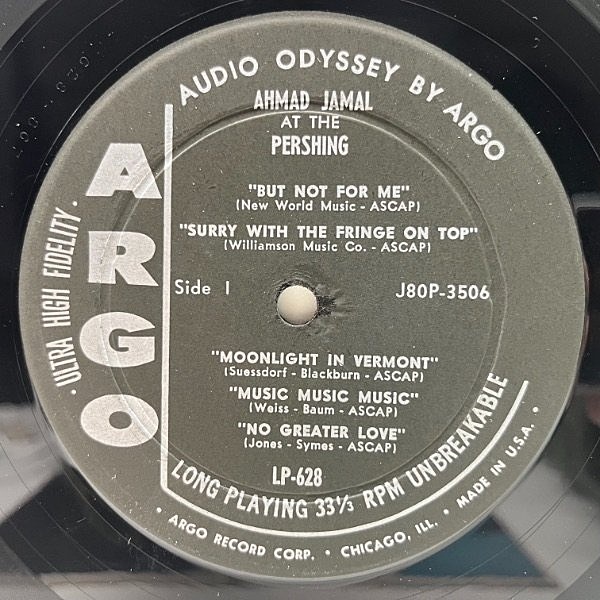 AUDIO ODYSSEY BY ARGO
AHMAD JAMAL
AT THE
PERSHING
"BUT NOT FOR ME"
(New World Music - ASCAP)
"SURRY WITH THE FRINGE ON TOP"
(Williamson Music Co. - ASCAP)
Side 1
J80P-3506
"MOONLIGHT IN VERMONT"
(Suessdorf - Blackburn - ASCAP)
"MUSIC MUSIC MUSIC"
(Weiss - Baum - ASCAP)
"NO GREATER LOVE"
(Jones - Symes - ASCAP)
LP-628
ARGO
· ULTRA HIGH FIDELITY ·
LONG PLAYING 33⅓ RPM UNBREAKABLE
• ARGO RECORD CORP. • CHICAGO, ILL. • MADE IN U.S.A. •